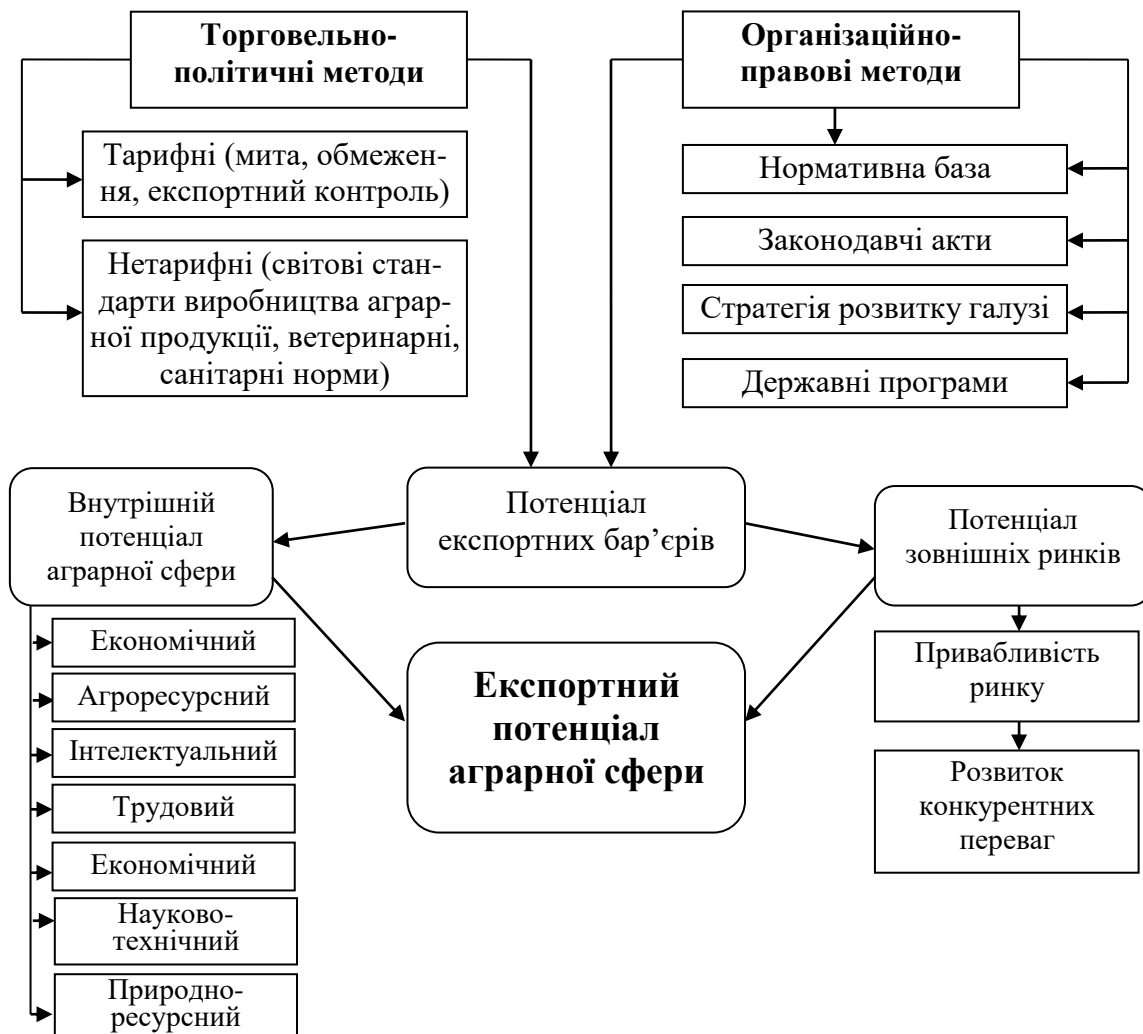 Торговельно-
політичні методи
Організаційно-
правові методи
Тарифні (мита, обмежен-
ня, експортний контроль)
Нетарифні (світові стан-
дарти виробництва аграр-
ної продукції, ветеринарні,
санітарні норми)
Нормативна база
Законодавчі акти
Стратегія розвитку галузі
Державні програми
Внутрішній
потенціал
аграрної сфери
Потенціал
експортних бар’єрів
Потенціал
зовнішніх ринків
Економічний
Агроресурсний
Інтелектуальний
Трудовий
Економічний
Науково-
технічний
Природно-
ресурсний
Експортний
потенціал
аграрної сфери
Привабливість
ринку
Розвиток
конкурентних
переваг